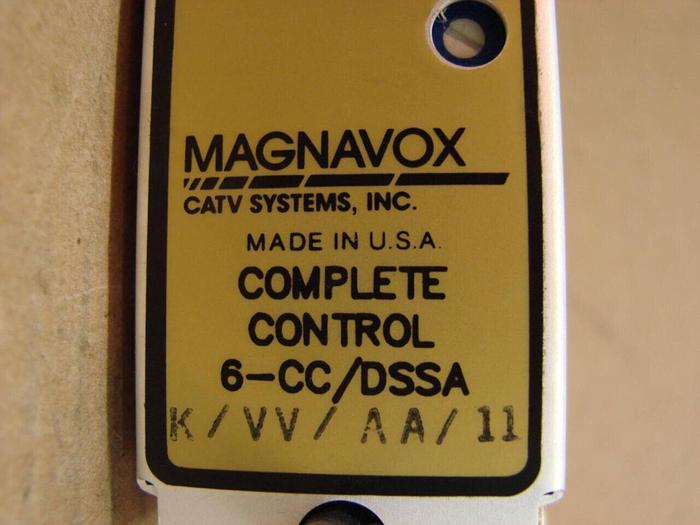 MAGNAVOX
CATV SYSTEMS, INC.
MADE IN U.S.A.
COMPLETE
CONTROL
6-CC/DSSA
K/VV/AA/11